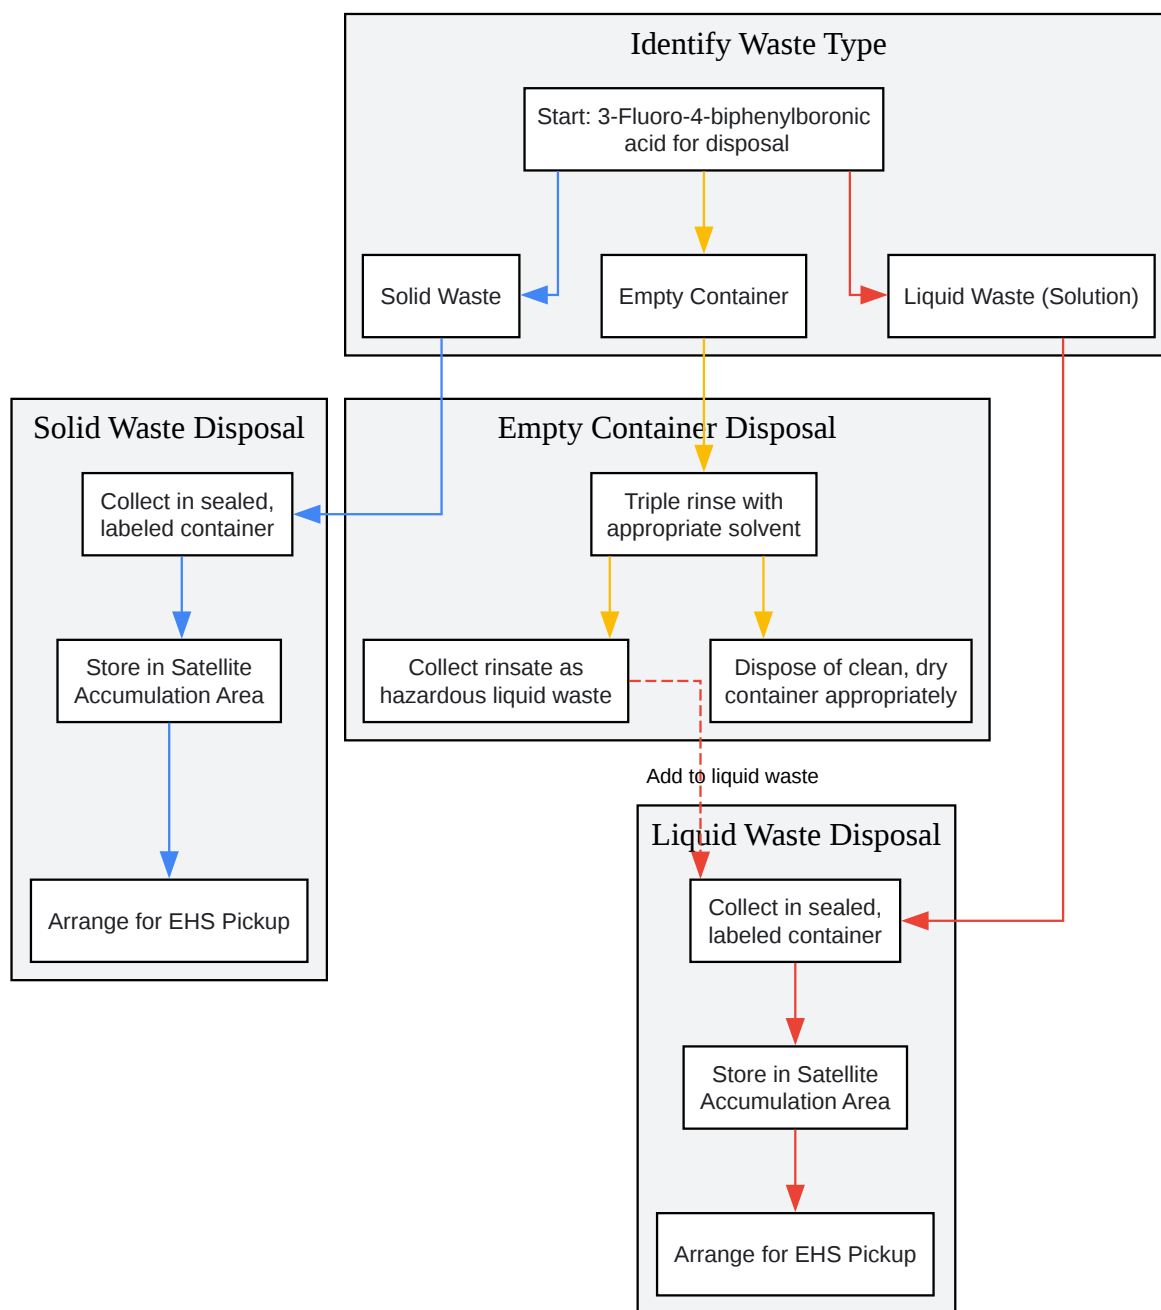 Identify Waste Type
Start: 3-Fluoro-4-biphenylboronic
acid for disposal
Solid Waste
Empty Container
Liquid Waste (Solution)
Solid Waste Disposal
Collect in sealed,
labeled container
Store in Satellite
Accumulation Area
Arrange for EHS Pickup
Empty Container Disposal
Triple rinse with
appropriate solvent
Collect rinsate as
hazardous liquid waste
Dispose of clean, dry
container appropriately
Add to liquid waste
Liquid Waste Disposal
Collect in sealed,
labeled container
Store in Satellite
Accumulation Area
Arrange for EHS Pickup